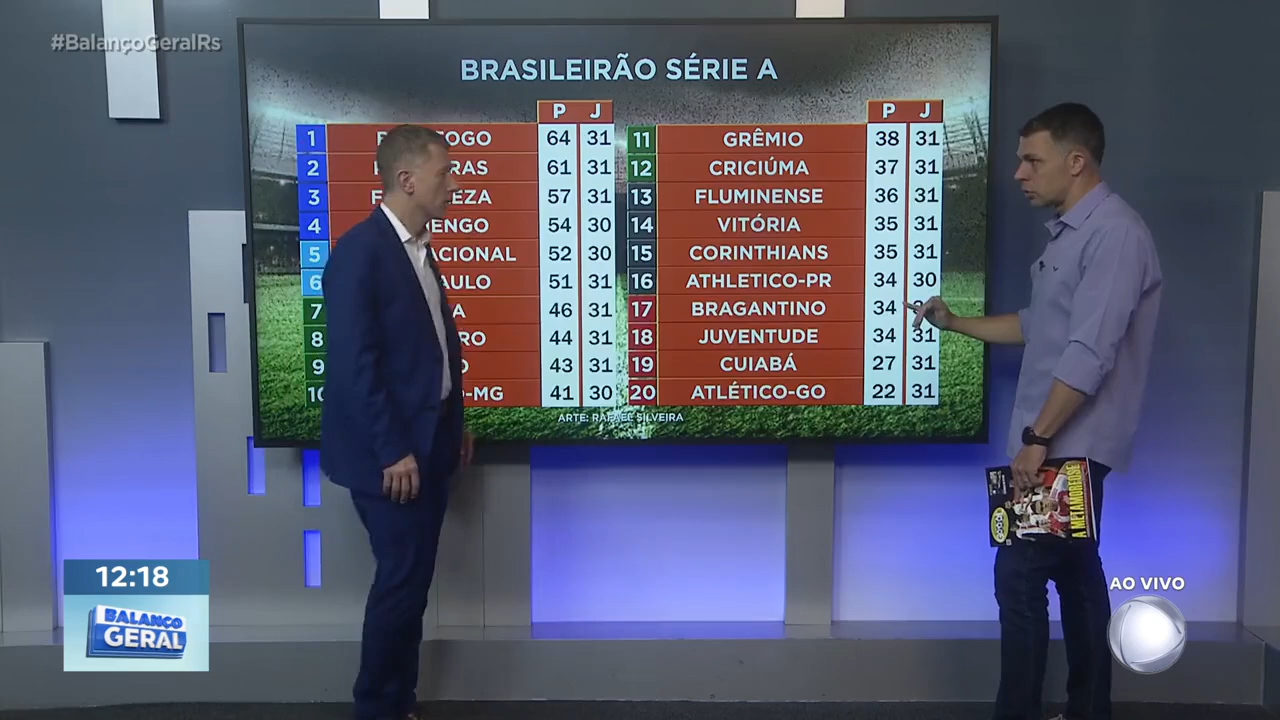 #BalançoGeralRs
BRASILEIRÃO SÉRIE A
P J
1 64 31
2 61 31
3 57 31
4 54 30
5 52 30
6 51 31
7 46 31
8 44 31
9 43 31
10 -MG 41 30
P J
11 GRÊMIO 38 31
12 CRICIÚMA 37 31
13 FLUMINENSE 36 31
14 VITÓRIA 35 31
15 CORINTHIANS 35 31
16 ATHLETICO-PR 34 30
17 BRAGANTINO 34
18 JUVENTUDE 34 31
19 CUIABÁ 27 31
20 ATLÉTICO-GO 22 31
ARTE: RAFAEL SILVEIRA
A METAMORFOSE
12:18
BALANÇO
GERAL
AO VIVO